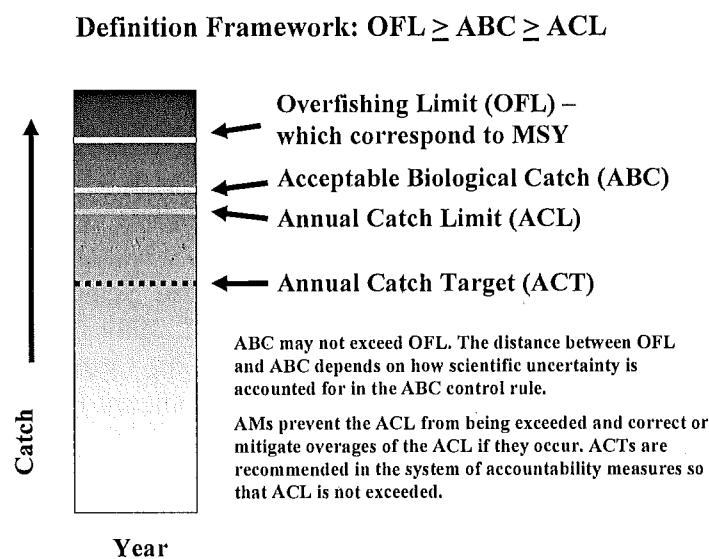 Definition Framework: OFL ≥ ABC ≥ ACL
Overfishing Limit (OFL) –
which correspond to MSY
Acceptable Biological Catch (ABC)
Annual Catch Limit (ACL)
Annual Catch Target (ACT)
ABC may not exceed OFL. The distance between OFL
and ABC depends on how scientific uncertainty is
accounted for in the ABC control rule.
AMs prevent the ACL from being exceeded and correct or
mitigate overages of the ACL if they occur. ACTs are
recommended in the system of accountability measures so
that ACL is not exceeded.
Catch
Year